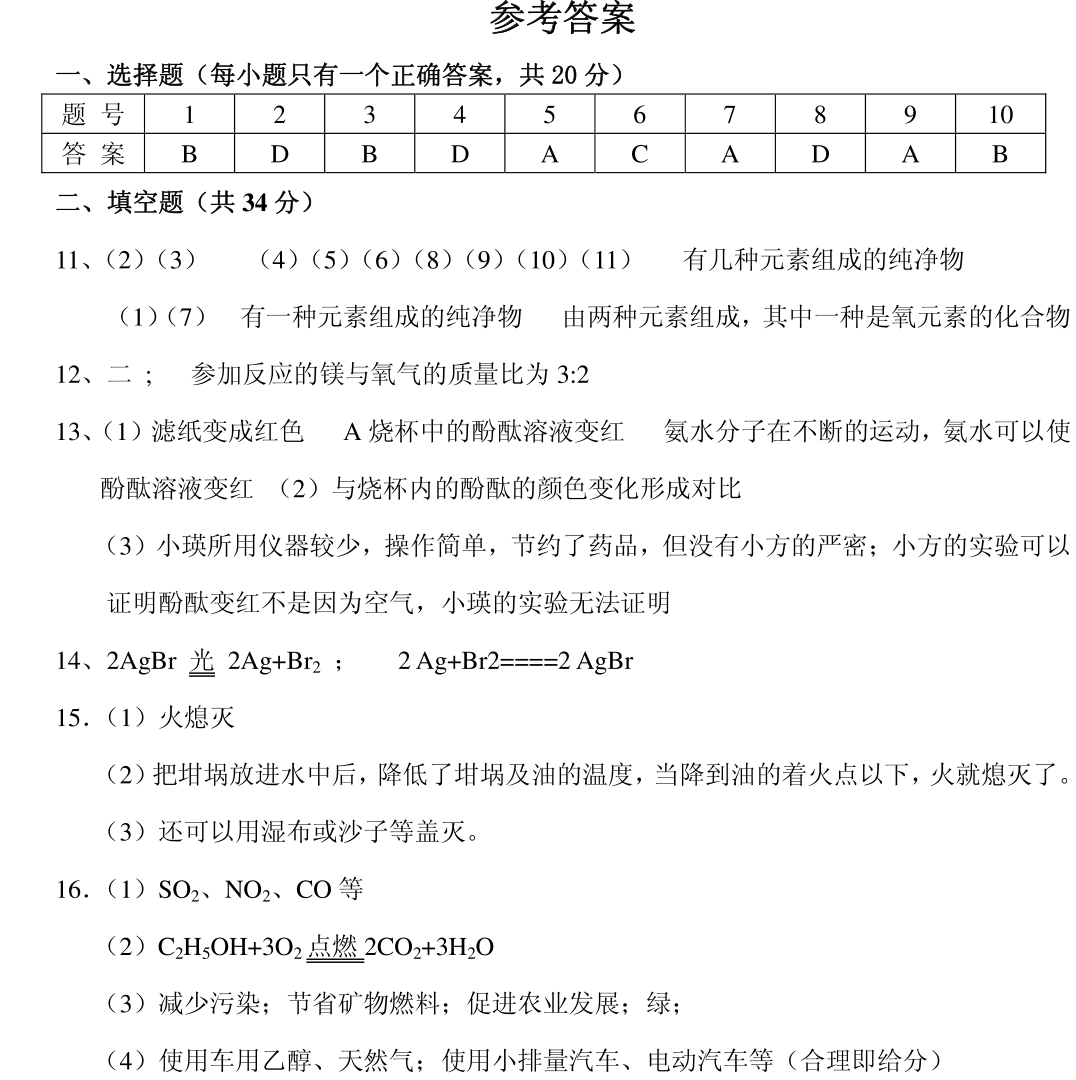 参考答案
一、选择题（每小题只有一个正确答案，共 20 分）
题 号 1 2 3 4 5 6 7 8 9 10
答 案 B D B D A C A D A B
二、填空题（共 34 分）
11、（2）（3） （4）（5）（6）（8）（9）（10）（11） 有几种元素组成的纯净物
（1）（7） 有一种元素组成的纯净物 由两种元素组成，其中一种是氧元素的化合物
12、二 ； 参加反应的镁与氧气的质量比为 3:2
13、（1）滤纸变成红色 A 烧杯中的酚酞溶液变红 氨水分子在不断的运动，氨水可以使
酚酞溶液变红 （2）与烧杯内的酚酞的颜色变化形成对比
（3）小瑛所用仪器较少，操作简单，节约了药品，但没有小方的严密；小方的实验可以
证明酚酞变红不是因为空气，小瑛的实验无法证明
14、2AgBr 光 2Ag+Br₂ ； 2 Ag+Br2====2 AgBr
15．（1）火熄灭
（2）把坩埚放进水中后，降低了坩埚及油的温度，当降到油的着火点以下，火就熄灭了。
（3）还可以用湿布或沙子等盖灭。
16．（1）SO₂、NO₂、CO 等
（2）C₂H₅OH+3O₂ 点燃 2CO₂+3H₂O
（3）减少污染；节省矿物燃料；促进农业发展；绿；
（4）使用车用乙醇、天然气；使用小排量汽车、电动汽车等（合理即给分）